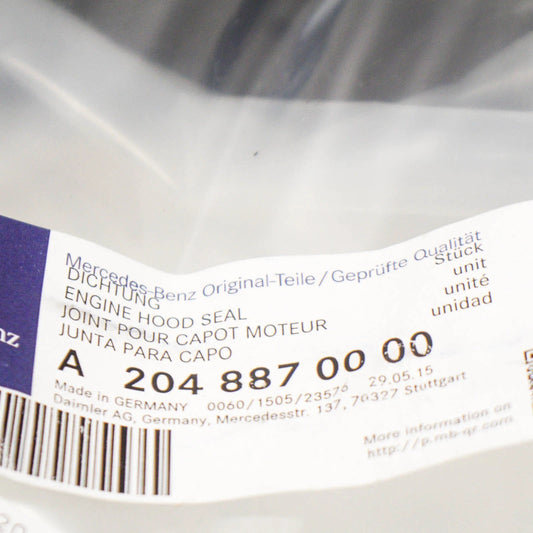 Mercedes-Benz Original-Teile/Geprüfte Qualität
DICHTUNG Stück
ENGINE HOOD SEAL unit
JOINT POUR CAPOT MOTEUR unité
JUNTA PARA CAPO unidad
A 204 887 00 00
Made in GERMANY 0060/1505/23576 29.05.15
Daimler AG, Germany, Mercedesstr. 137, 70327 Stuttgart
More information on
http://p.mb-qr.com
nz